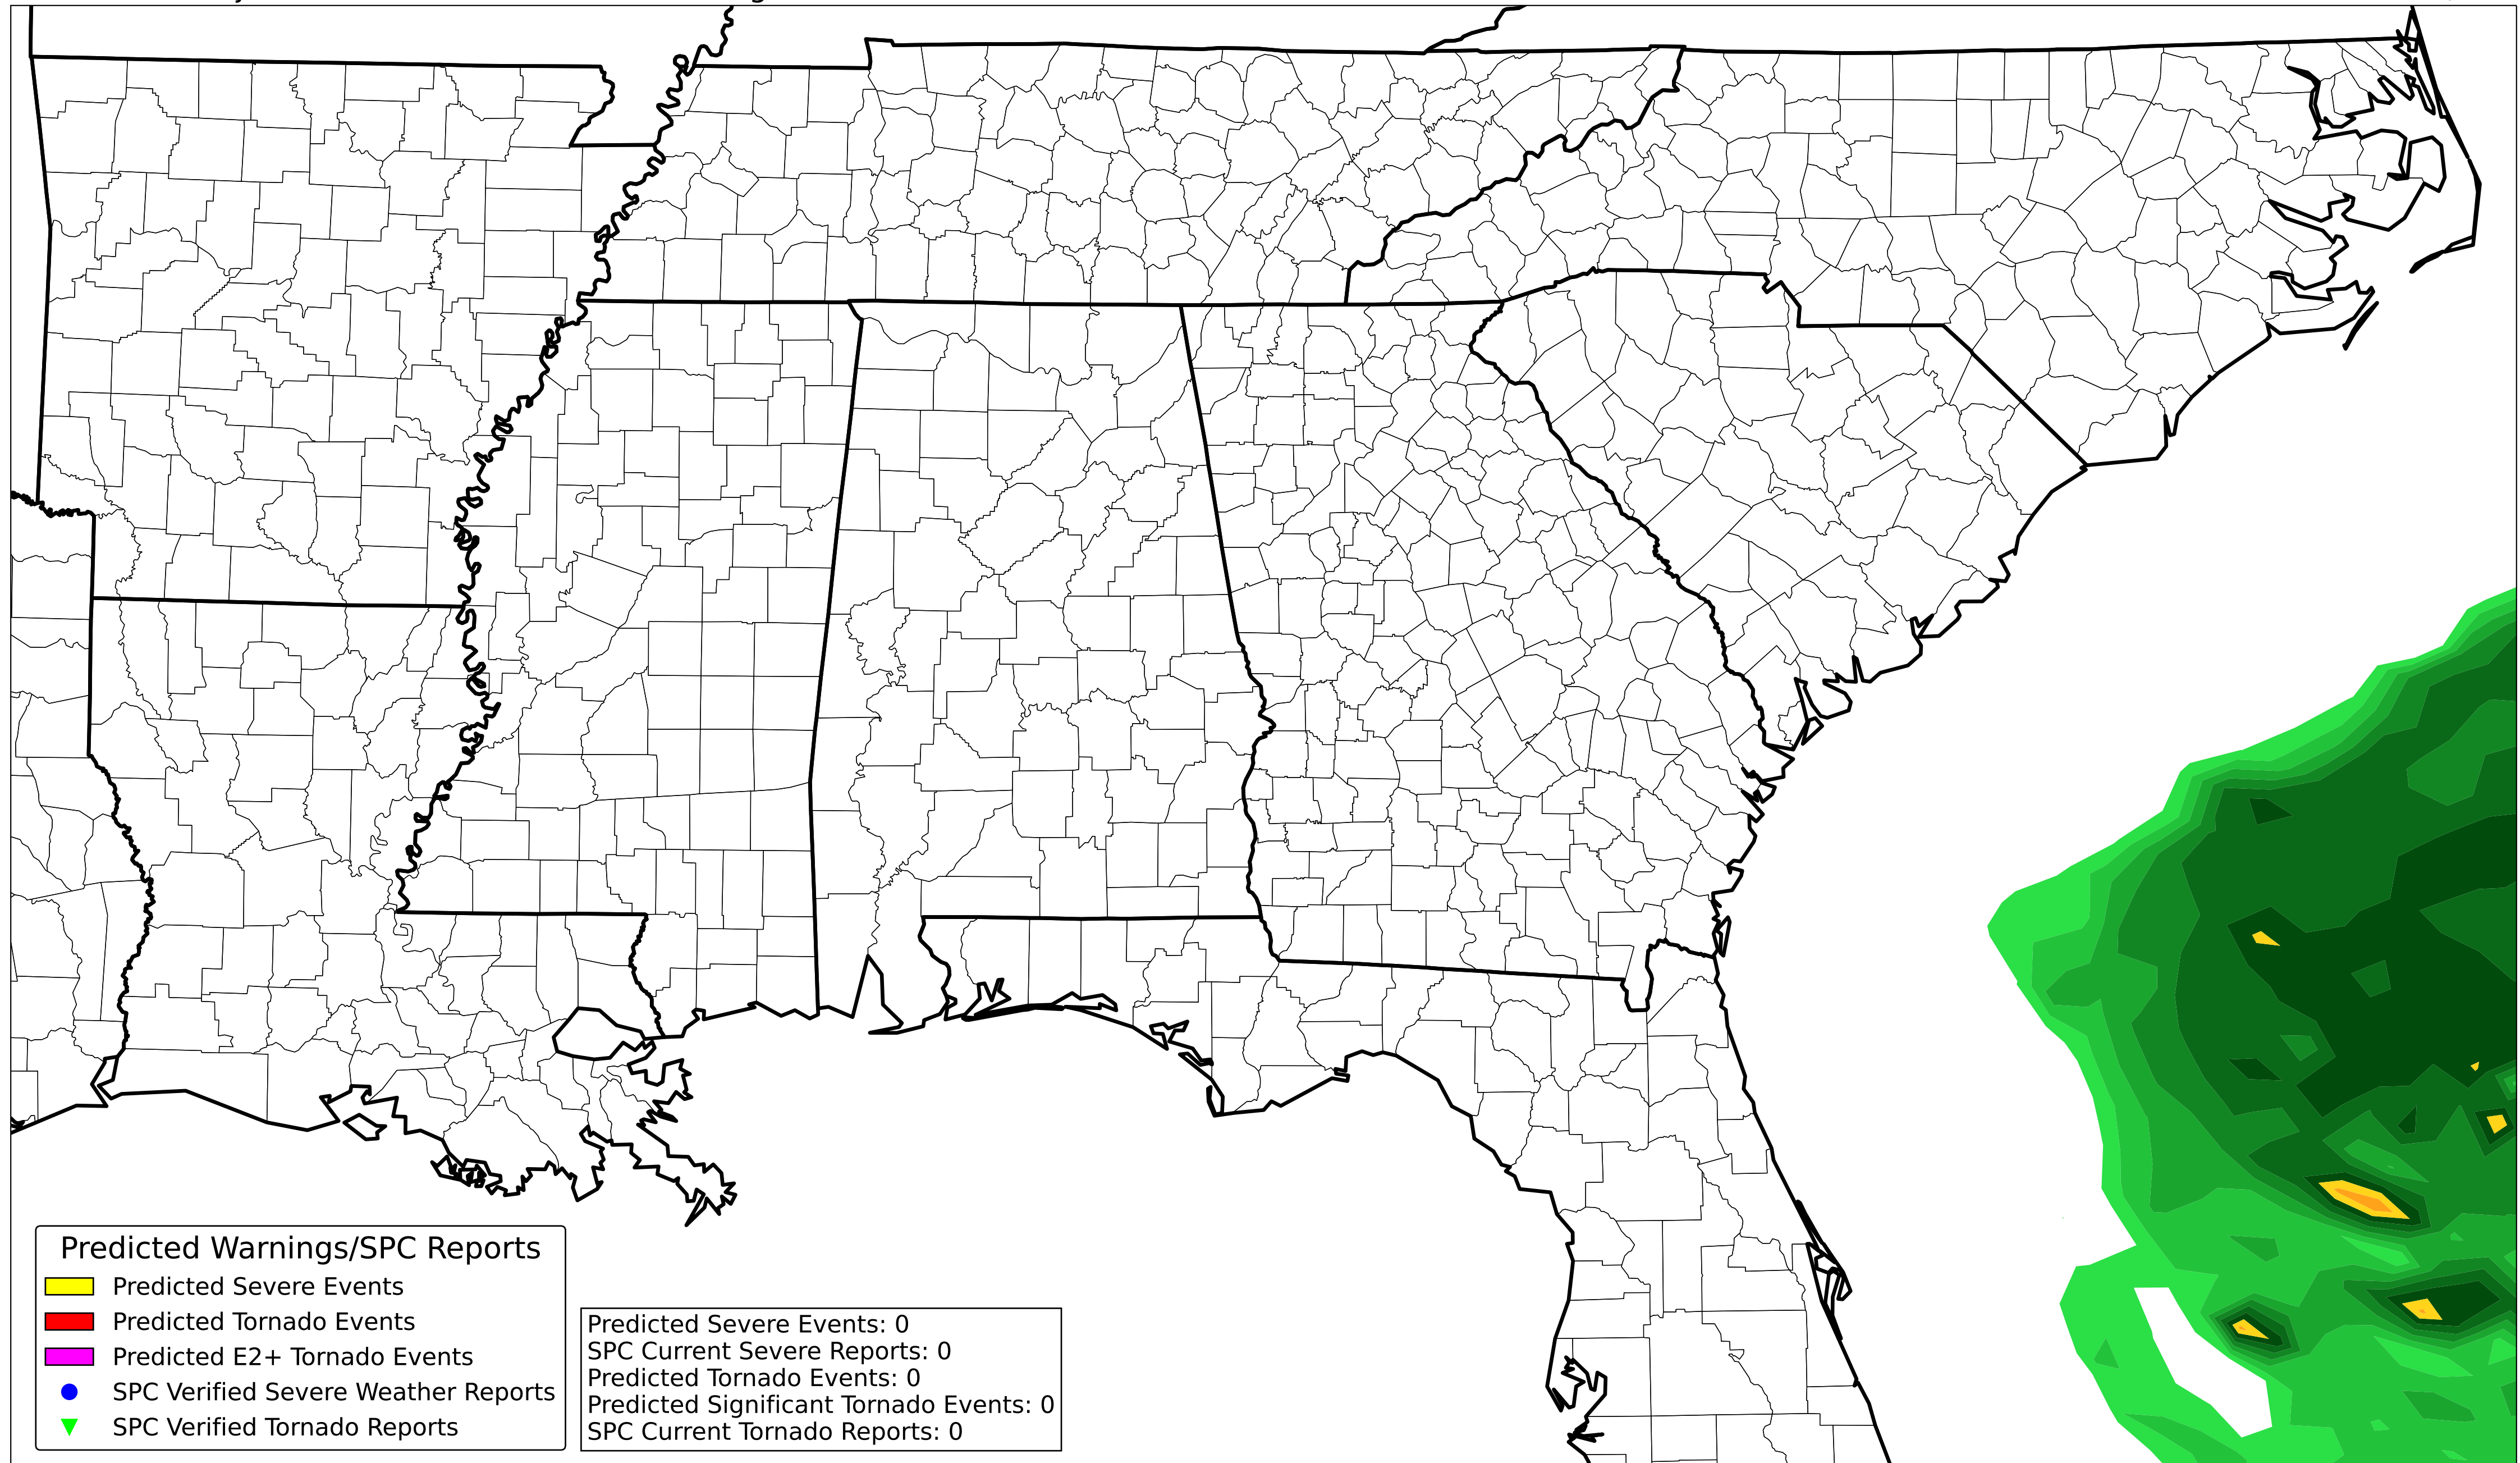 Predicted Warnings/SPC Reports
Predicted Severe Events
Predicted Tornado Events
Predicted E2+ Tornado Events
SPC Verified Severe Weather Reports
SPC Verified Tornado Reports
Predicted Severe Events: 0
SPC Current Severe Reports: 0
Predicted Tornado Events: 0
Predicted Significant Tornado Events: 0
SPC Current Tornado Reports: 0